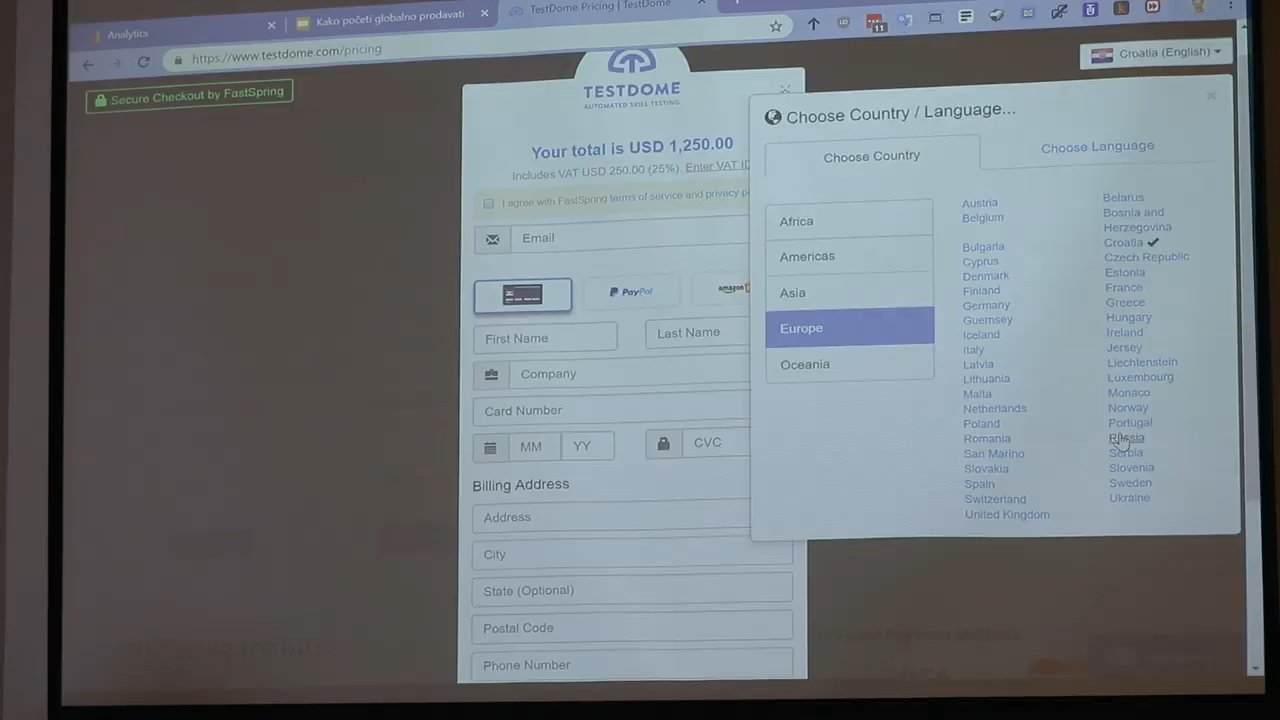 Analytics
Kako početi globalno prodavati
TestDome Pricing | TestDome
https://www.testdome.com/pricing
11
Secure Checkout by FastSpring
Croatia (English)
TESTDOME
AUTOMATED SKILL TESTING
Your total is USD 1,250.00
Includes VAT USD 250.00 (25%). Enter VAT ID
I agree with FastSpring terms of service and privacy
Email
PayPal
amazon
First Name
Last Name
Company
Card Number
MM
YY
CVC
Billing Address
Address
City
State (Optional)
Postal Code
Phone Number
Choose Country / Language...
Choose Country
Choose Language
Africa
Americas
Asia
Europe
Oceania
Austria
Belgium
Bulgaria
Cyprus
Denmark
Finland
Germany
Guernsey
Iceland
Italy
Latvia
Lithuania
Malta
Netherlands
Poland
Romania
San Marino
Slovakia
Spain
Switzerland
United Kingdom
Belarus
Bosnia and
Herzegovina
Croatia
Czech Republic
Estonia
France
Greece
Hungary
Ireland
Jersey
Liechtenstein
Luxembourg
Monaco
Norway
Portugal
Russia
Serbia
Slovenia
Sweden
Ukraine